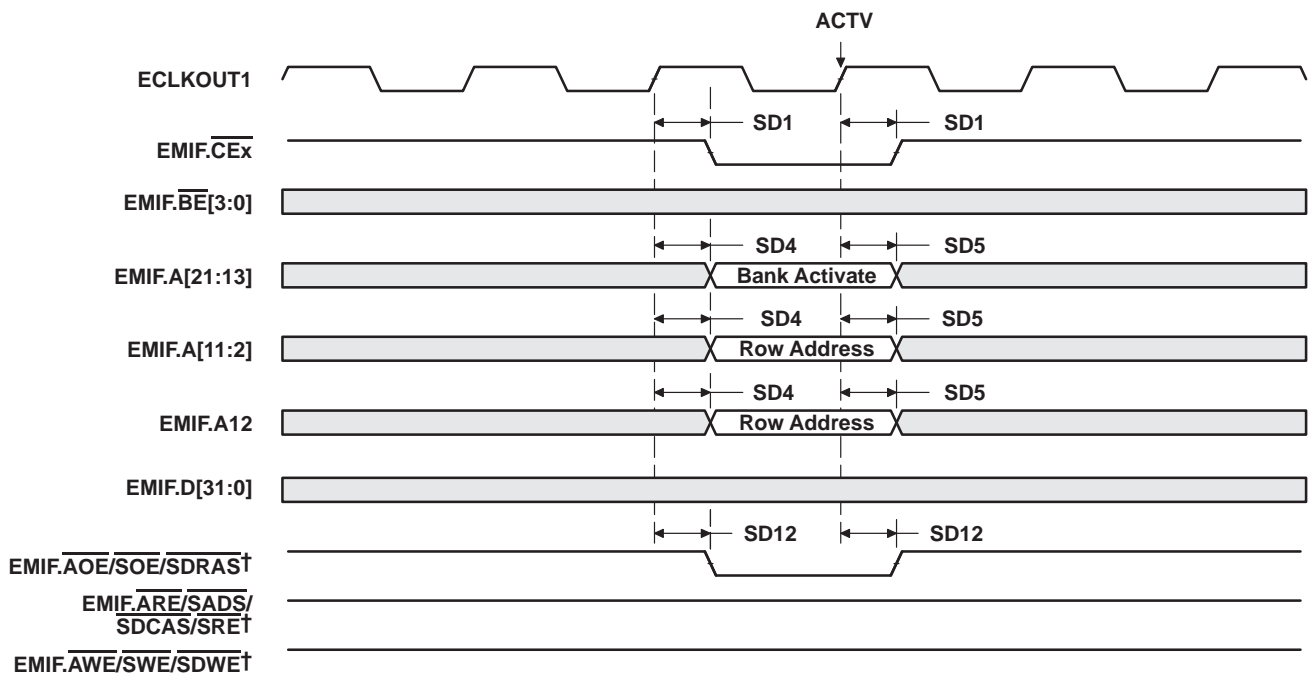 ACTV
ECLKOUT1
SD1 SD1
EMIF.CEx
EMIF.BE[3:0]
SD4 SD5
EMIF.A[21:13] Bank Activate
SD4 SD5
EMIF.A[11:2] Row Address
SD4 SD5
EMIF.A12 Row Address
EMIF.D[31:0]
SD12 SD12
EMIF.AOE/SOE/SDRAS†
EMIF.ARE/SADS/
SDCAS/SRE†
EMIF.AWE/SWE/SDWE†